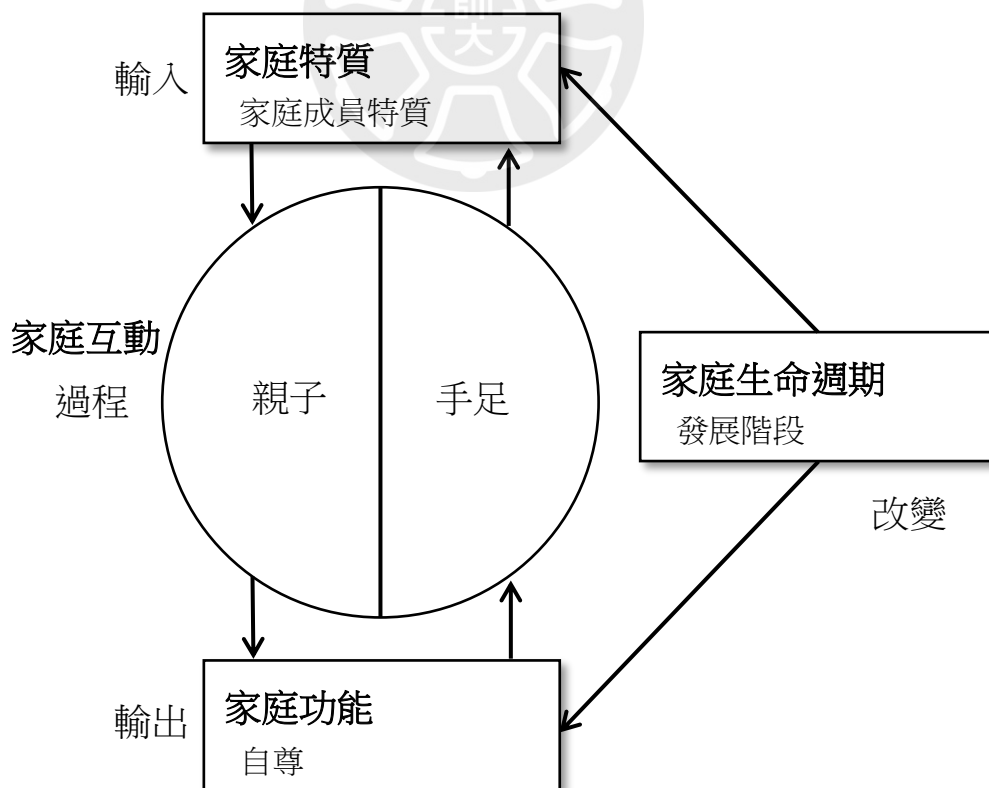 師
大
輸入
家庭特質
家庭成員特質
家庭互動
過程
親子
手足
家庭生命週期
發展階段
改變
輸出
家庭功能
自尊